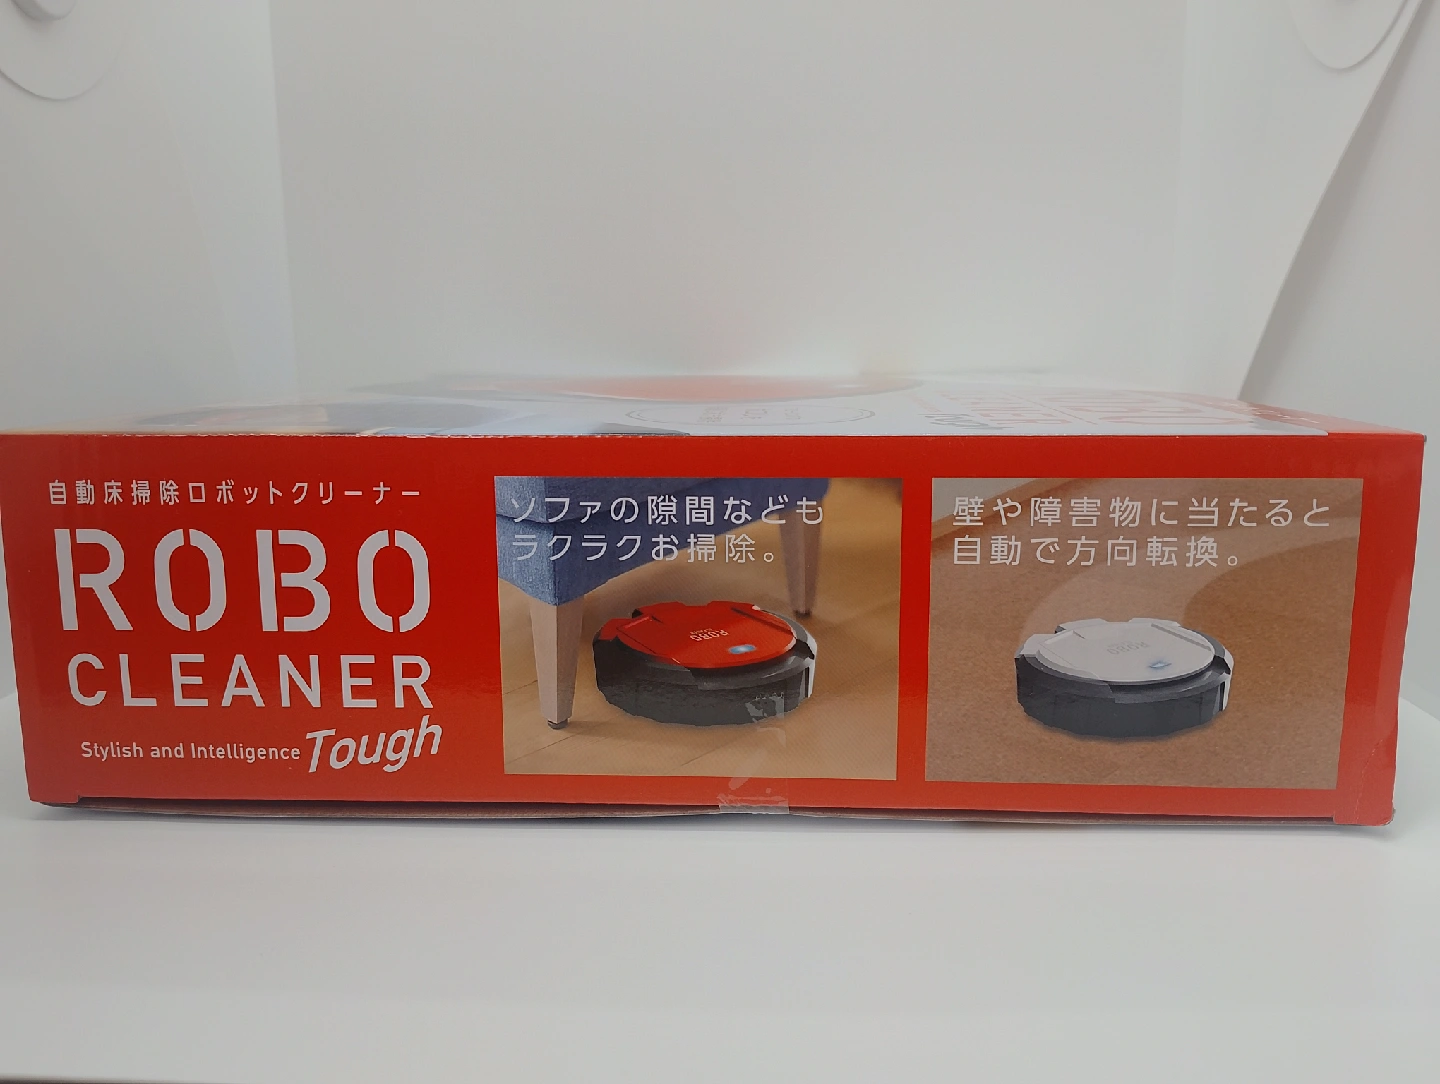 自動床掃除ロボットクリーナー
ROBO
CLEANER
Stylish and Intelligence Tough
ソファの隙間なども
ラクラクお掃除。
壁や障害物に当たると
自動で方向転換。
ROBO
ROBO